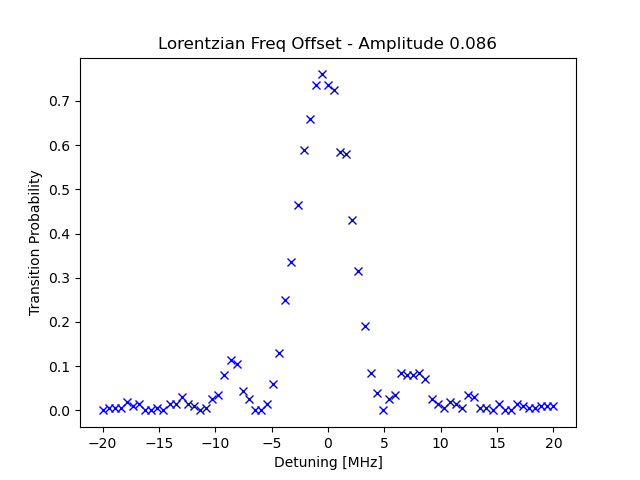 Lorentzian Freq Offset - Amplitude 0.086
Transition Probability
0.7
0.6
0.5
0.4
0.3
0.2
0.1
0.0
−20 −15 −10 −5 0 5 10 15 20
Detuning [MHz]